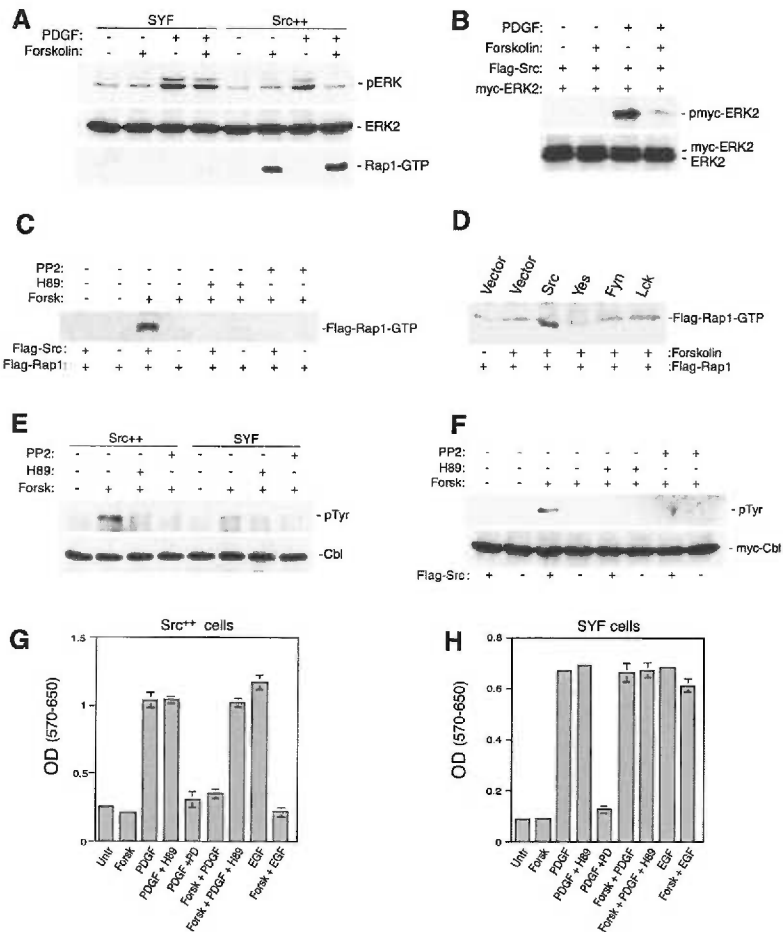 A
SYF Src++
PDGF: - - + + - - + +
Forskolin: - + - + - + - +
- pERK
- ERK2
- Rap1-GTP
B
PDGF: - - + +
Forskolin: - + - +
Flag-Src: + + + +
myc-ERK2: + + + +
- pmyc-ERK2
myc-ERK2
ERK2
C
PP2: - - - - - - + +
H89: - - - - + + - -
Forsk: - - + + + + + +
-Flag-Rap1-GTP
Flag-Src: + - + - + - + -
Flag-Rap1: + + + + + + + +
D
Vector Vector Src Yes Fyn Lck
-Flag-Rap1-GTP
- + + + + + :Forskolin
+ + + + + + :Flag-Rap1
E
Src++ SYF
PP2: - - - + - - - +
H89: - - + - - - + -
Forsk: - + + + - + + +
- pTyr
-Cbl
F
PP2: - - - - - - + +
H89: - - - - + + - -
Forsk: - - + + + + + +
- pTyr
- myc-Cbl
Flag-Src: + - + - + - + -
G
Src++ cells
OD (570-650)
1.5
1
0.5
0
Untr
Forsk
PDGF
PDGF + H89
PDGF +PD
Forsk + PDGF
Forsk + PDGF + H89
EGF
Forsk + EGF
H
SYF cells
OD (570-650)
0.8
0.6
0.4
0.2
0
Untr
Forsk
PDGF
PDGF + H89
PDGF +PD
Forsk + PDGF
Forsk + PDGF + H89
EGF
Forsk + EGF